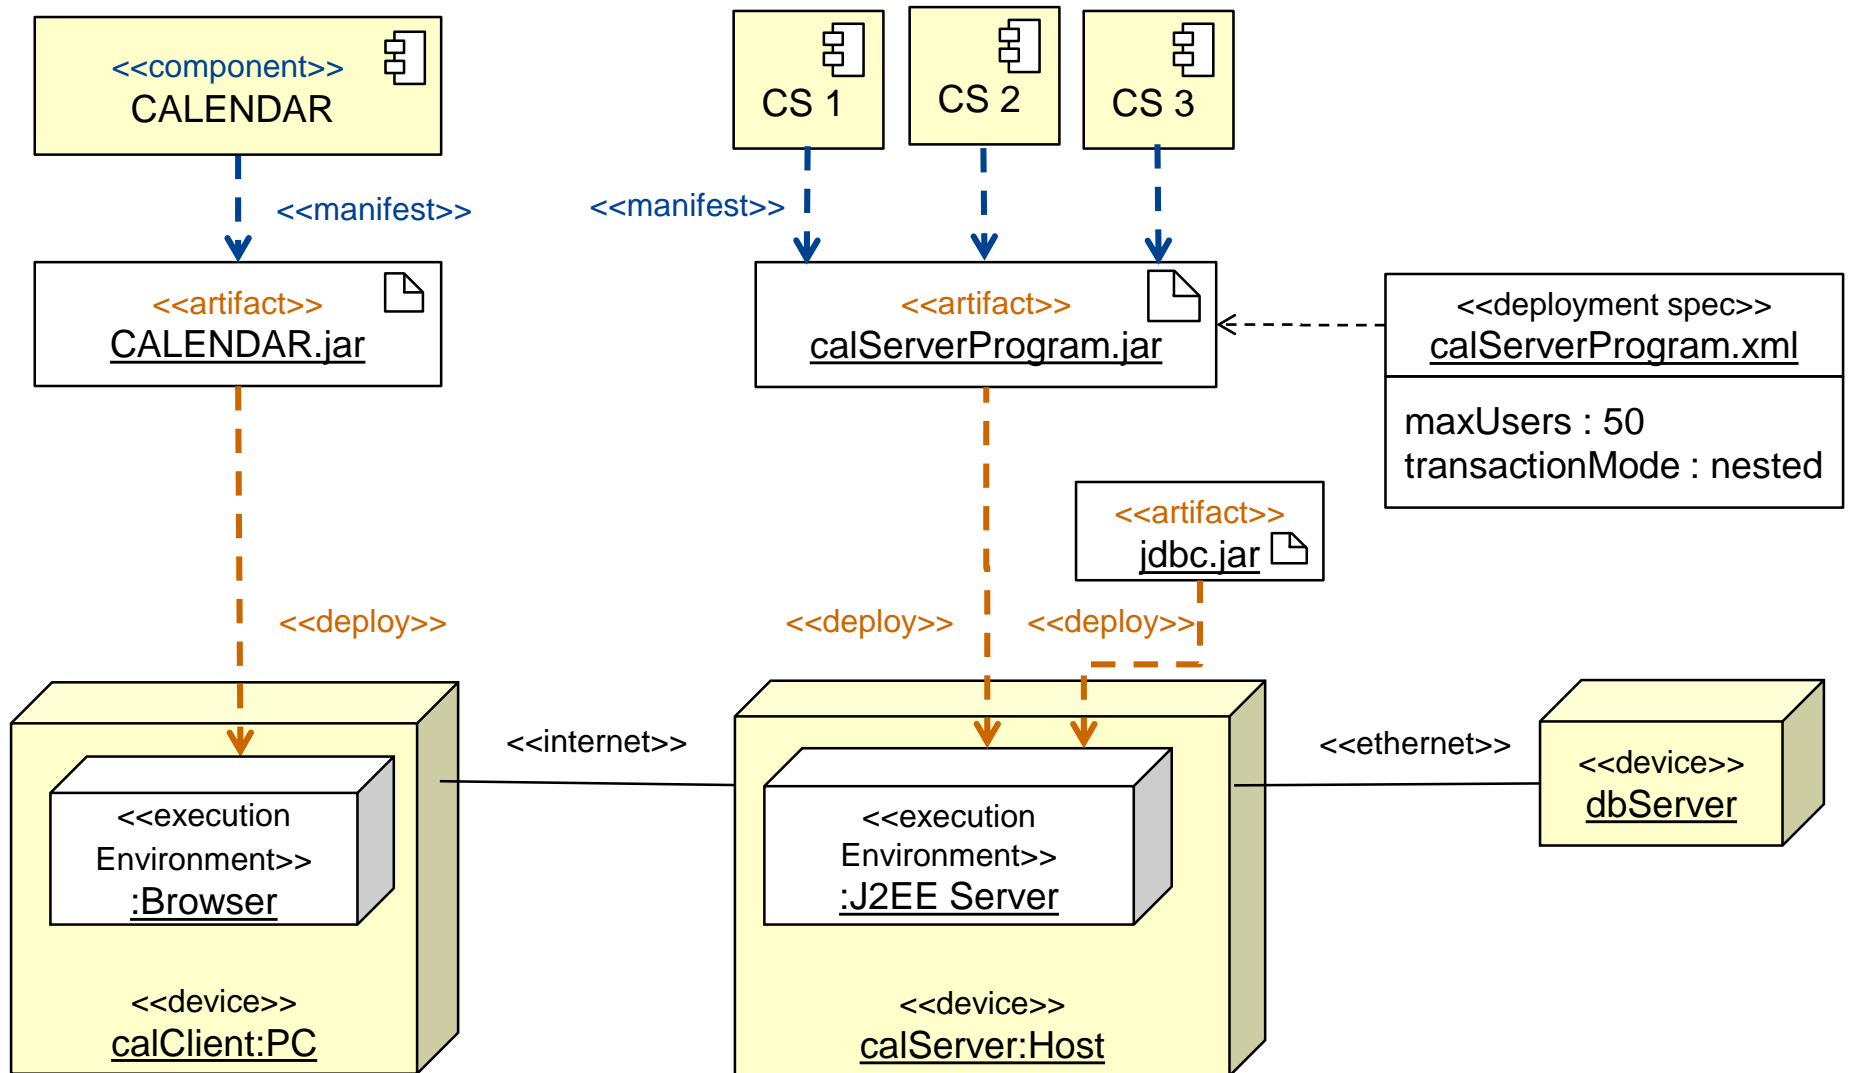 <<component>>
CALENDAR
CS 1
CS 2
CS 3
<<manifest>>
<<manifest>>
<<artifact>>
CALENDAR.jar
<<artifact>>
calServerProgram.jar
<<deployment spec>>
calServerProgram.xml
maxUsers : 50
transactionMode : nested
<<artifact>>
jdbc.jar
<<deploy>>
<<deploy>>
<<deploy>>
<<internet>>
<<ethernet>>
<<execution
Environment>>
:Browser
<<device>>
calClient:PC
<<execution
Environment>>
:J2EE Server
<<device>>
calServer:Host
<<device>>
dbServer